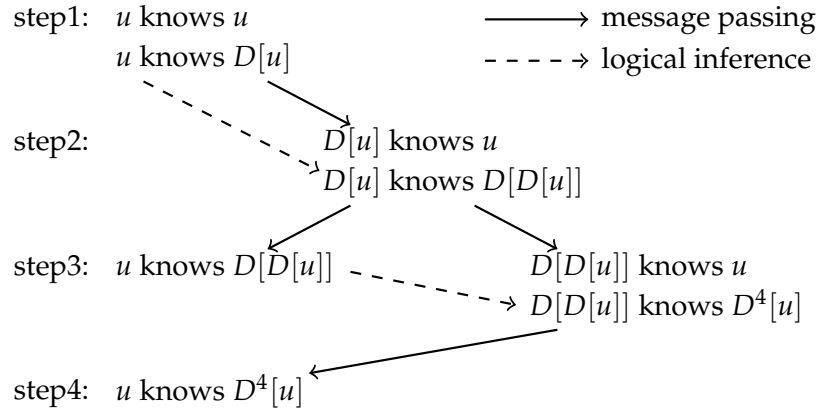 step1: u knows u
message passing
u knows D[u]
logical inference
step2: D[u] knows u
D[u] knows D[D[u]]
step3: u knows D[D[u]]
D[D[u]] knows u
D[D[u]] knows D⁴[u]
step4: u knows D⁴[u]